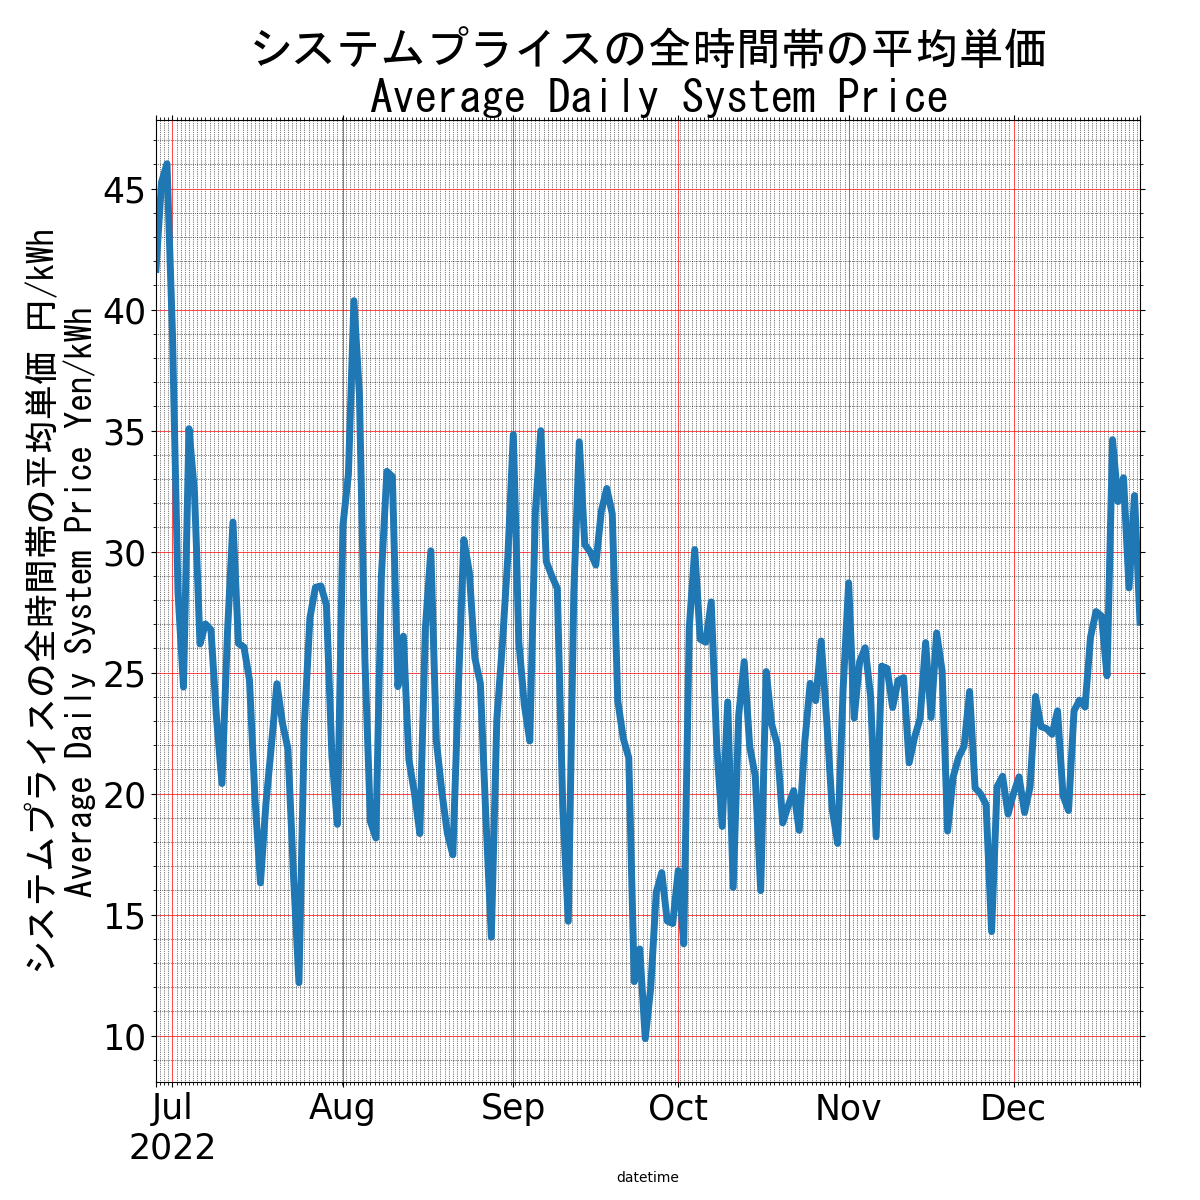 システムプライスの全時間帯の平均単価
Average Daily System Price
システムプライスの全時間帯の平均単価 円/kWh
Average Daily System Price Yen/kWh
45
40
35
30
25
20
15
10
Jul
2022
Aug
Sep
Oct
Nov
Dec
datetime